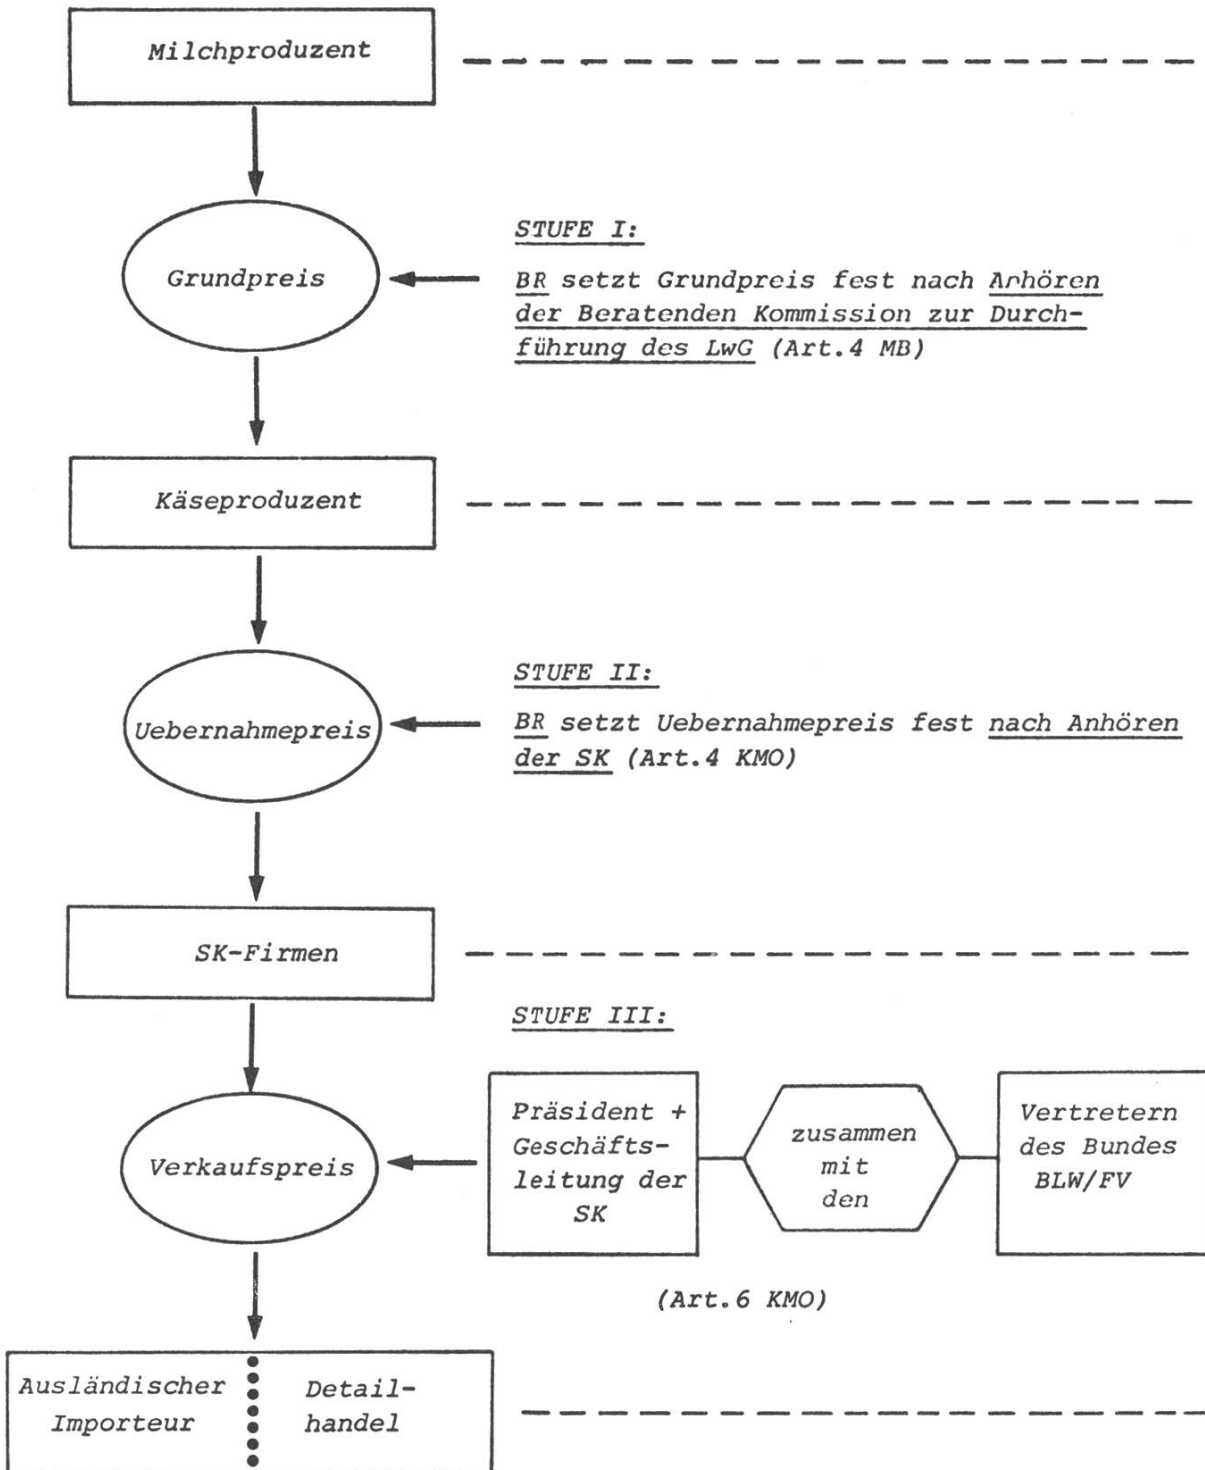 Milchproduzent
Grundpreis
STUFE I:
BR setzt Grundpreis fest nach Anhören
der Beratenden Kommission zur Durch-
führung des LwG (Art.4 MB)
Käseproduzent
Uebernahmepreis
STUFE II:
BR setzt Uebernahmepreis fest nach Anhören
der SK (Art.4 KMO)
SK-Firmen
STUFE III:
Verkaufspreis
Präsident +
Geschäfts-
leitung der
SK
zusammen
mit
den
Vertretern
des Bundes
BLW/FV
(Art.6 KMO)
Ausländischer
Importeur
Detail-
handel